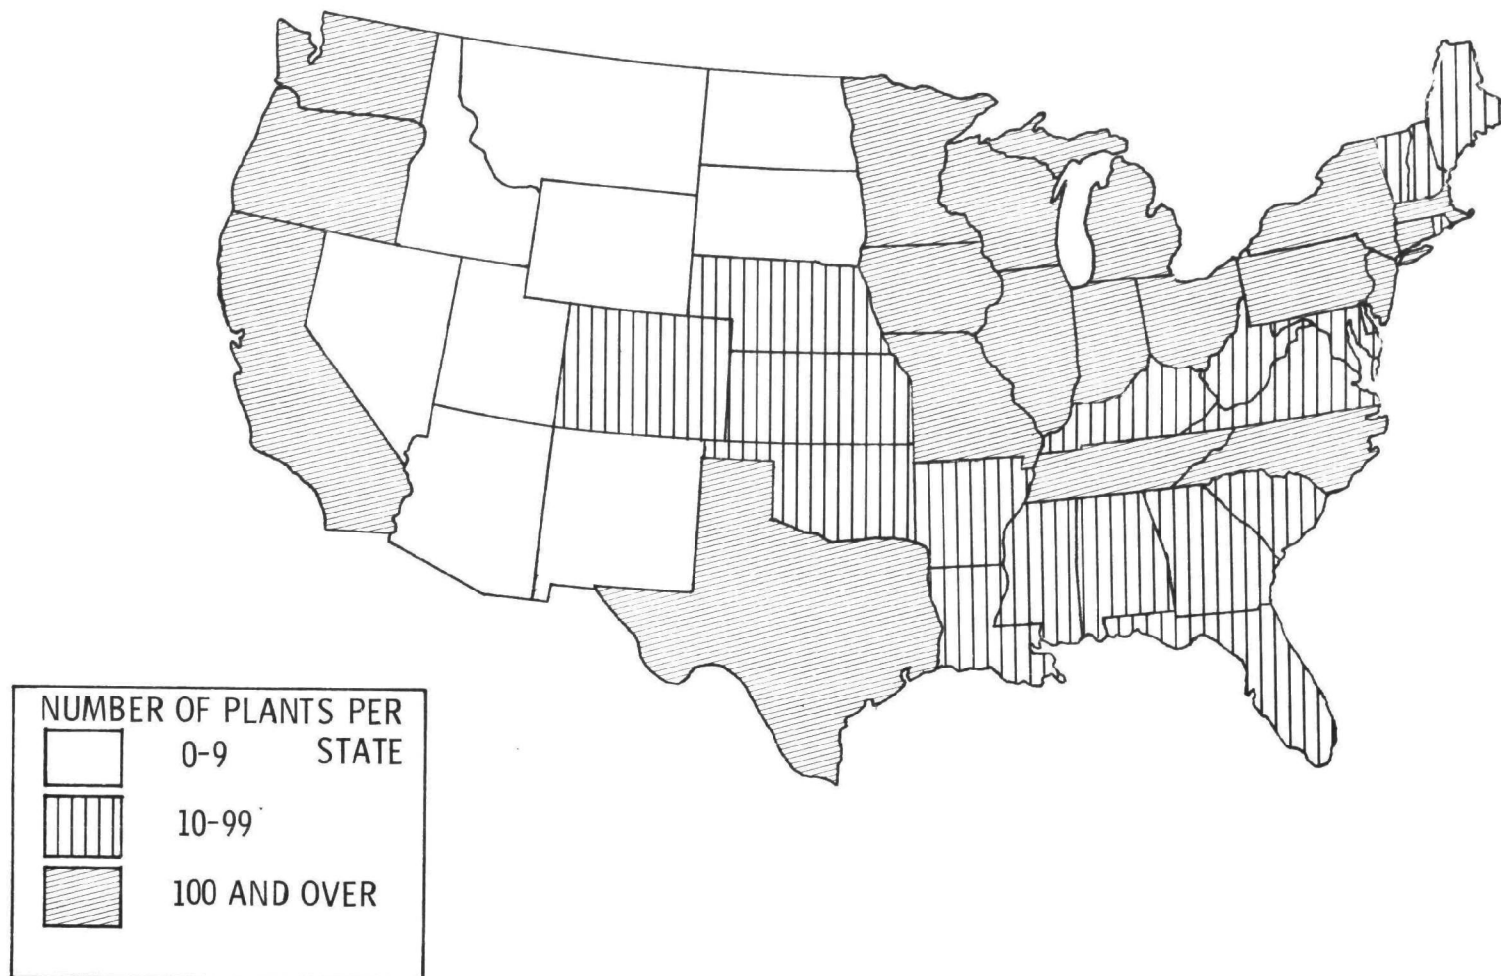 NUMBER OF PLANTS PER
STATE
0-9
10-99
100 AND OVER